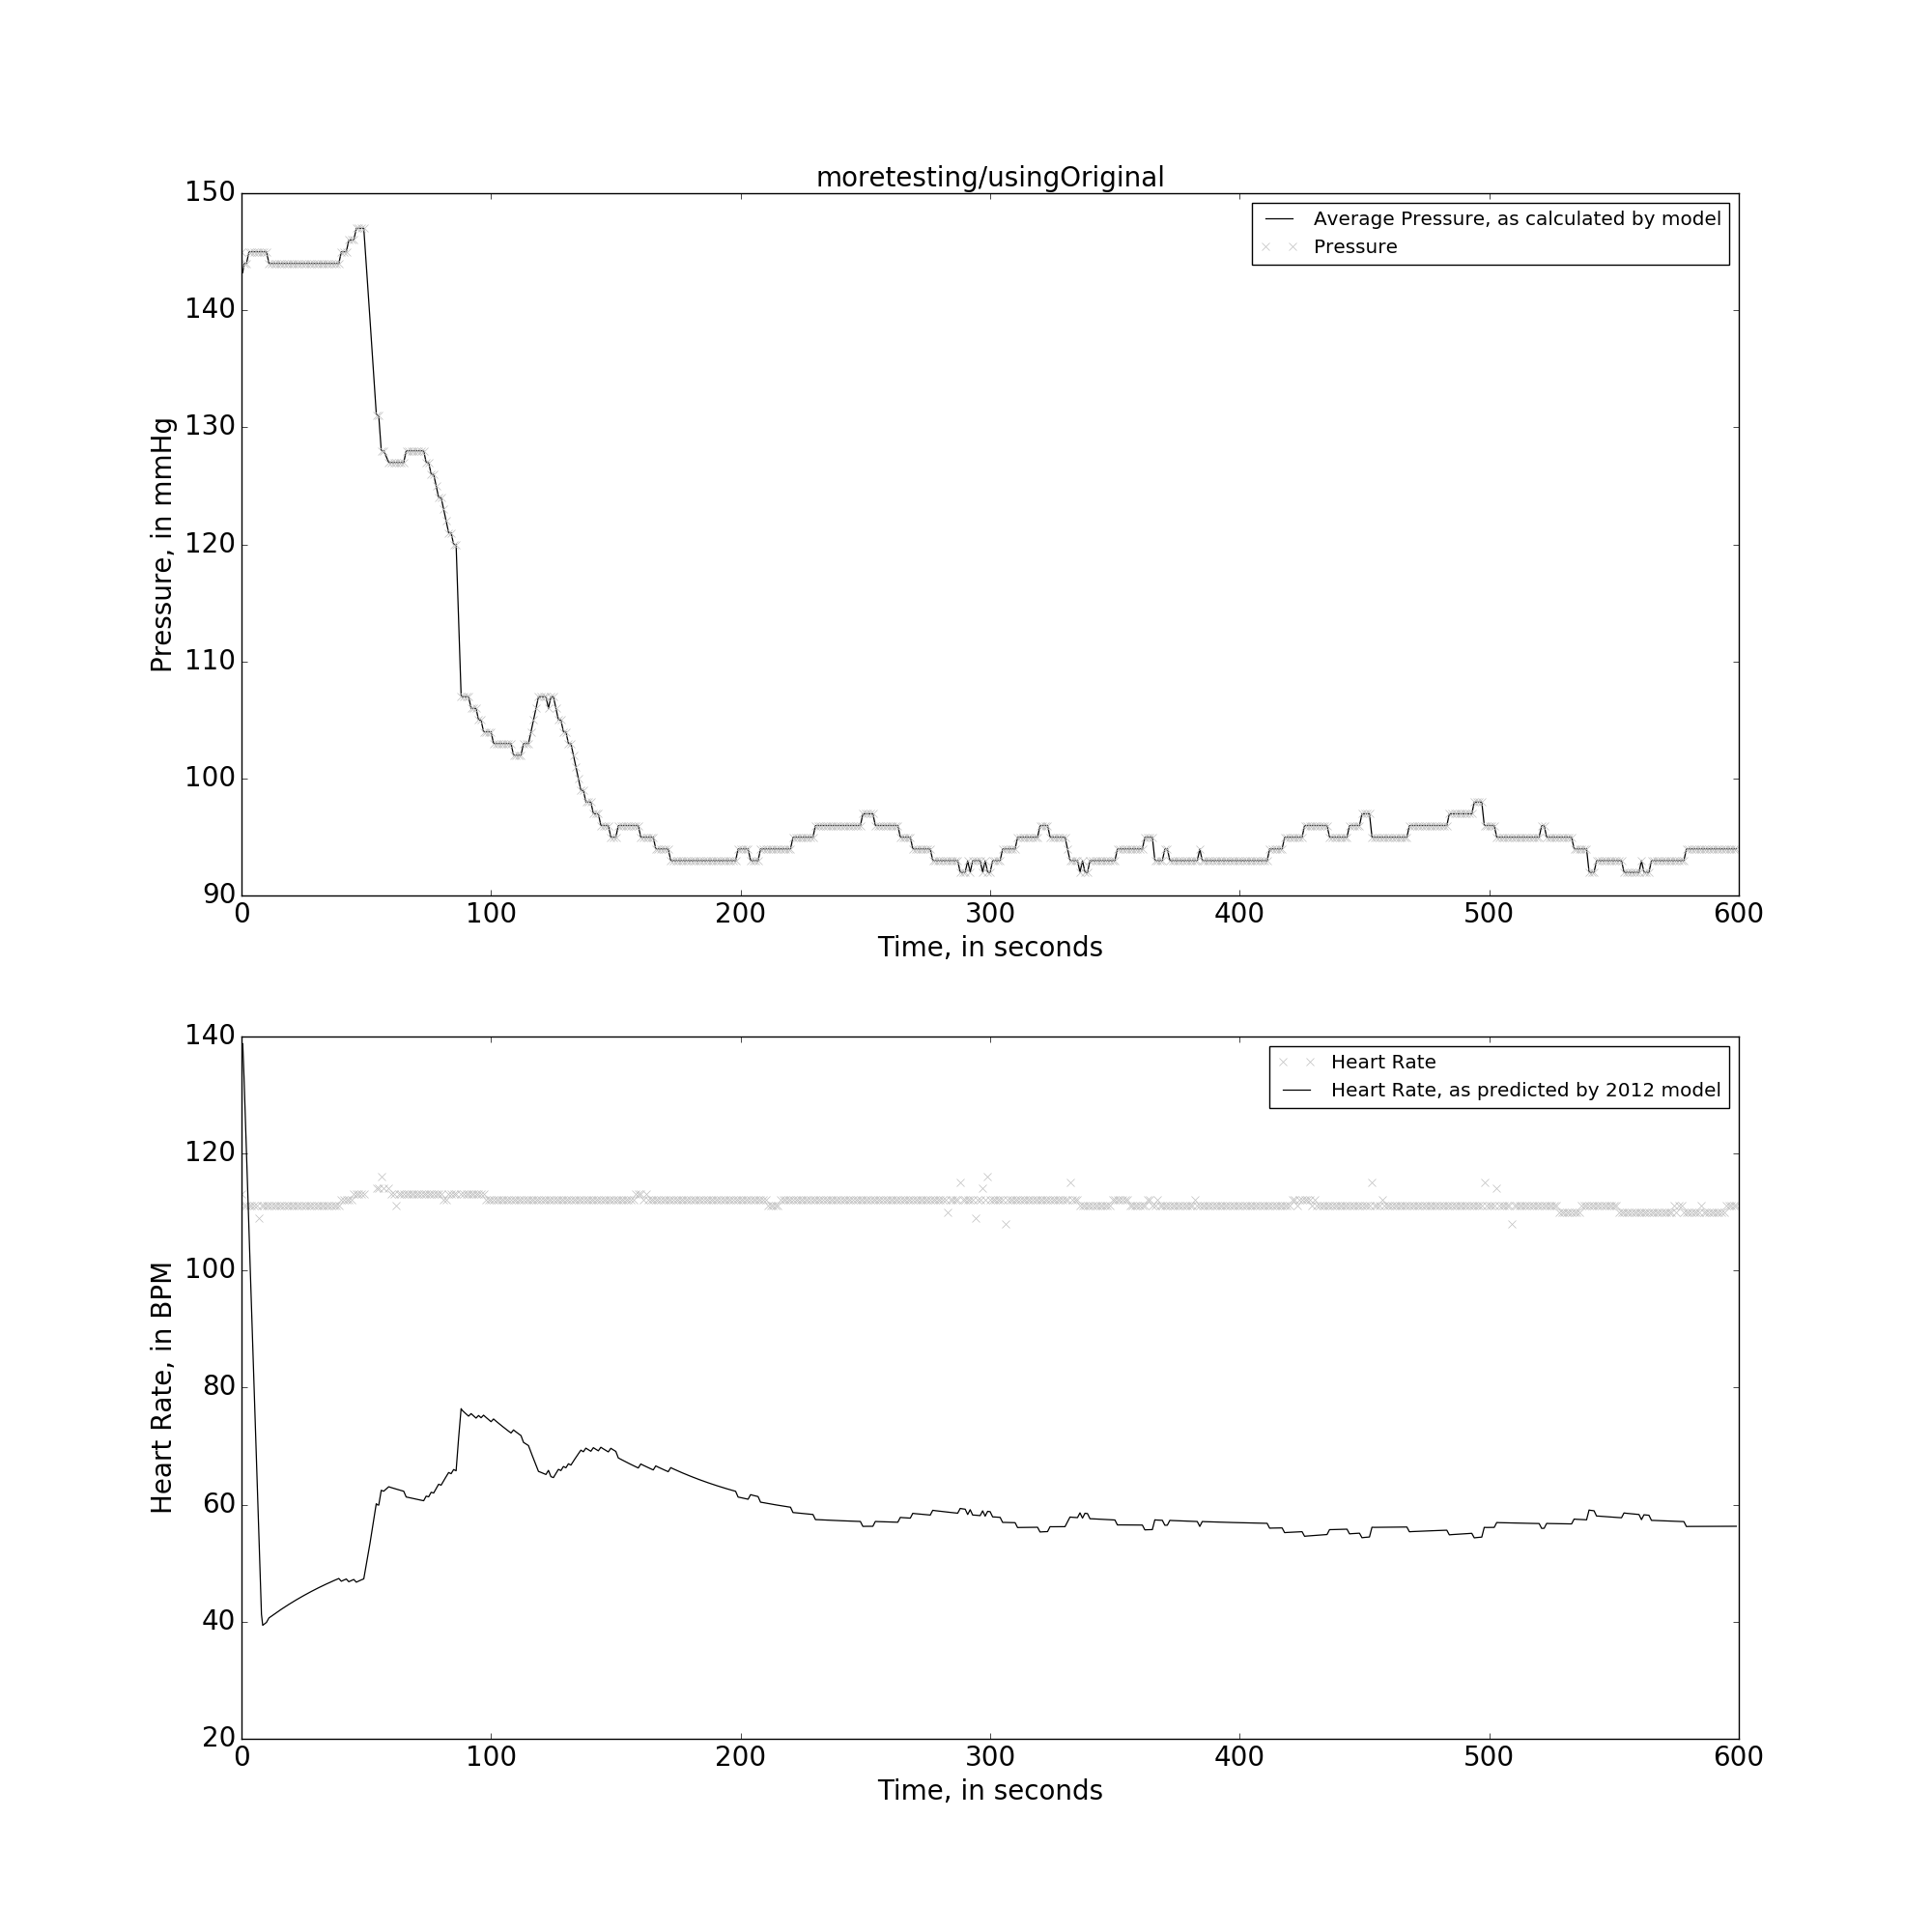 moretesting/usingOriginal
150
140
130
120
110
100
90
Pressure, in mmHg
Average Pressure, as calculated by model
Pressure
0 100 200 300 400 500 600
Time, in seconds
140
120
100
80
60
40
20
Heart Rate, in BPM
Heart Rate
Heart Rate, as predicted by 2012 model
0 100 200 300 400 500 600
Time, in seconds